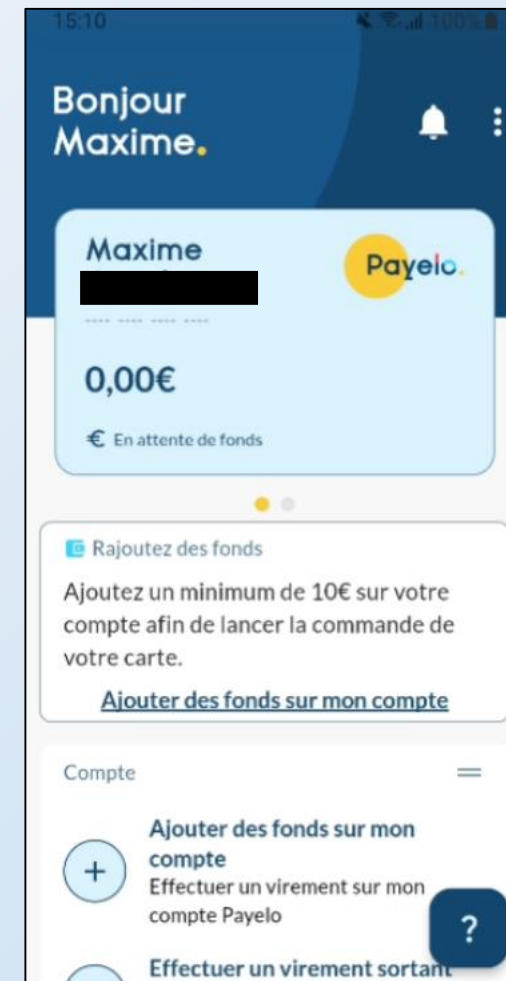 15:10
100%
Bonjour
Maxime.
Maxime
Payelo.
---- ---- ---- ----
0,00€
€ En attente de fonds
Rajoutez des fonds
Ajoutez un minimum de 10€ sur votre
compte afin de lancer la commande de
votre carte.
Ajouter des fonds sur mon compte
Compte
Ajouter des fonds sur mon
compte
+
Effectuer un virement sur mon
compte Payelo
?
Effectuer un virement sortant